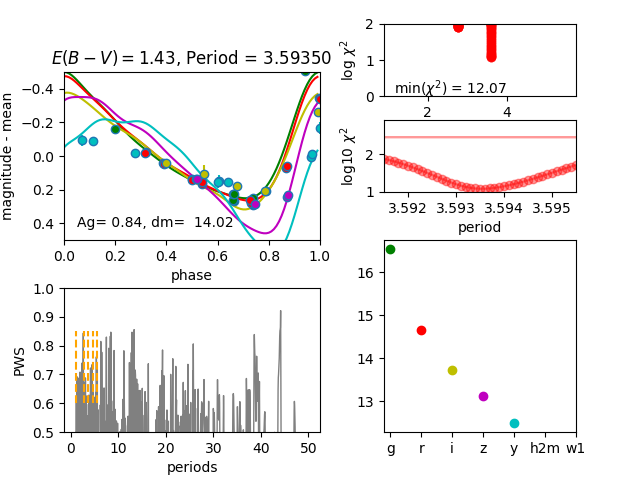 E(B − V) = 1.43, Period = 3.59350
magnitude - mean
−0.4
−0.2
0.0
0.2
0.4
Ag= 0.84, dm=  14.02
0.0 0.2 0.4 0.6 0.8 1.0
phase
log χ²
2
1
0
min(χ²) = 12.07
2 4
log10 χ²
2
1
3.592 3.593 3.594 3.595
period
PWS
1.0
0.9
0.8
0.7
0.6
0.5
0 10 20 30 40 50
periods
16
15
14
13
g r i z y h2m w1